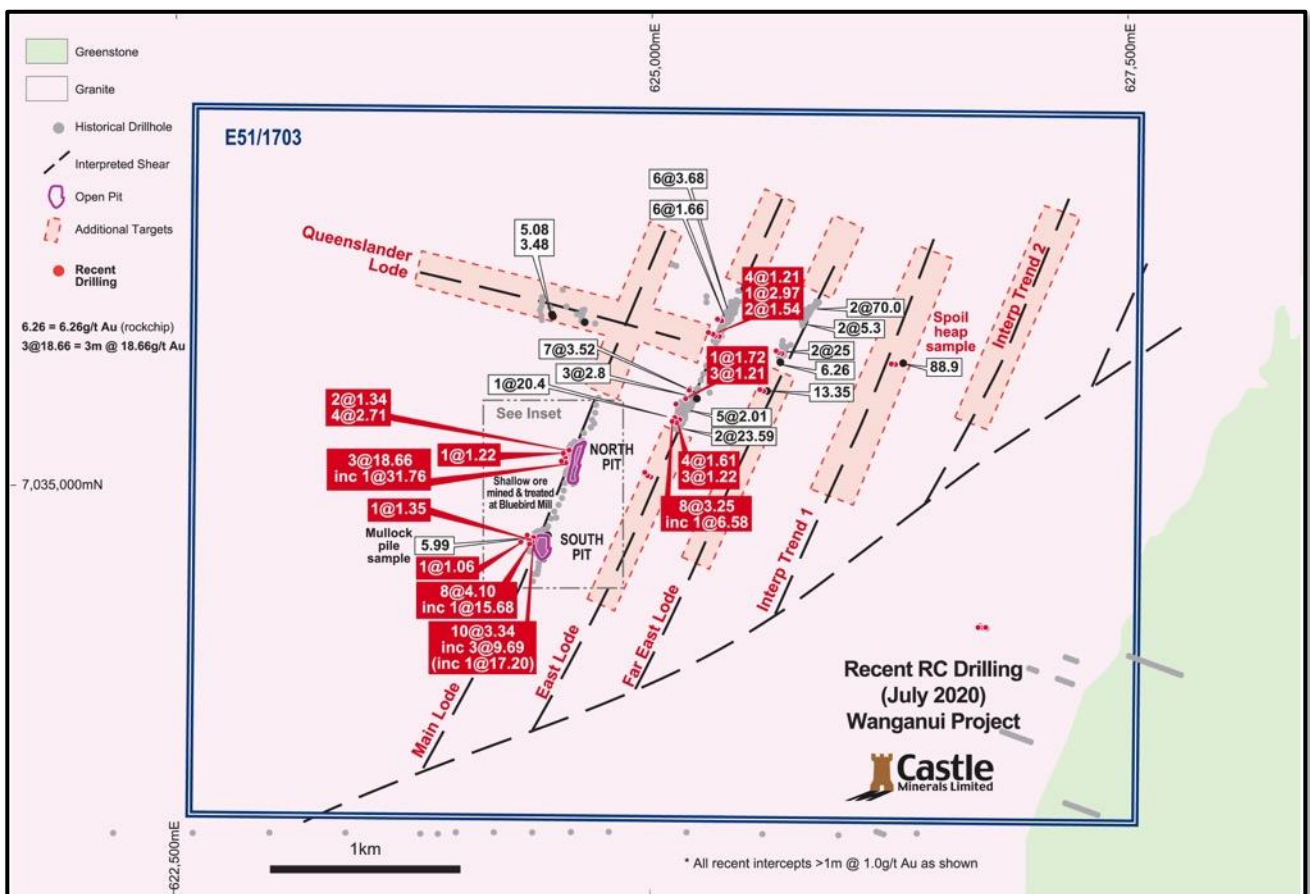 625,000mE
627,500mE
Greenstone
Granite
Historical Drillhole
Interpreted Shear
Open Pit
Additional Targets
Recent
Drilling
6.26 = 6.26g/t Au (rockchip)
3@18.66 = 3m @ 18.66g/t Au
E51/1703
Queenslander
Lode
5.08
3.48
6@3.68
6@1.66
4@1.21
1@2.97
2@1.54
2@70.0
2@5.3
2@25
6.26
13.35
Spoil
heap
sample
88.9
Interp Trend 2
7@3.52
3@2.8
1@20.4
1@1.72
3@1.21
5@2.01
2@23.59
4@1.61
3@1.22
8@3.25
inc 1@6.58
See Inset
2@1.34
4@2.71
1@1.22
3@18.66
inc 1@31.76
NORTH
PIT
Shallow ore
mined & treated
at Bluebird Mill
7,035,000mN
1@1.35
Mullock
pile
sample
5.99
SOUTH
PIT
1@1.06
8@4.10
inc 1@15.68
10@3.34
inc 3@9.69
(inc 1@17.20)
Main Lode
East Lode
Far East Lode
Interp Trend 1
Recent RC Drilling
(July 2020)
Wanganui Project
Castle
Minerals Limited
622,500mE
1km
* All recent intercepts >1m @ 1.0g/t Au as shown